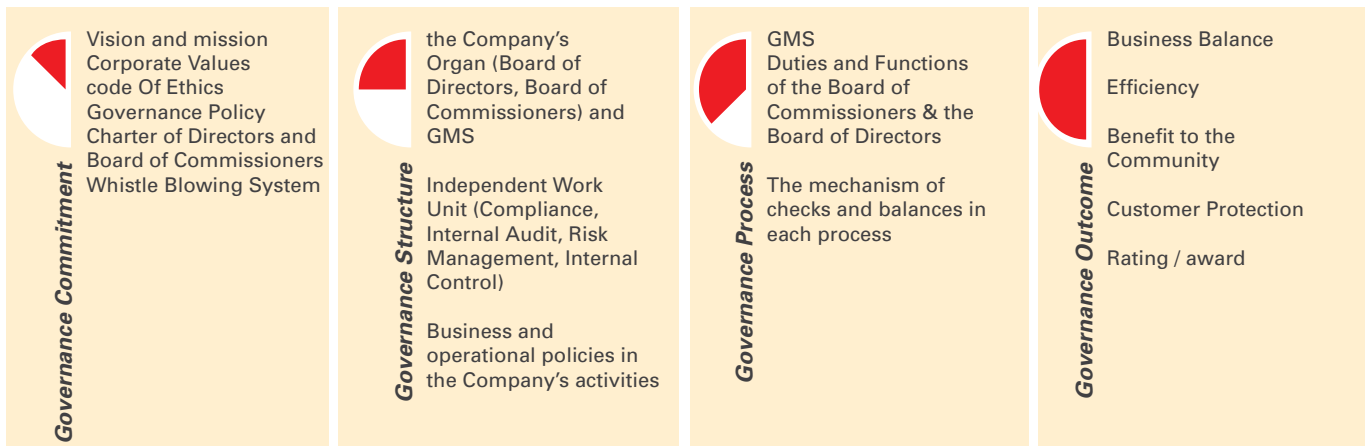 Governance Commitment
Vision and mission
Corporate Values
code Of Ethics
Governance Policy
Charter of Directors and
Board of Commissioners
Whistle Blowing System
Governance Structure
the Company’s
Organ (Board of
Directors, Board of
Commissioners) and
GMS
Independent Work
Unit (Compliance,
Internal Audit, Risk
Management, Internal
Control)
Business and
operational policies in
the Company’s activities
Governance Process
GMS
Duties and Functions
of the Board of
Commissioners & the
Board of Directors
The mechanism of
checks and balances in
each process
Governance Outcome
Business Balance
Efficiency
Benefit to the
Community
Customer Protection
Rating / award